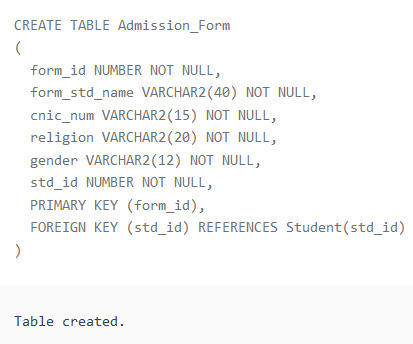 CREATE TABLE Admission_Form
(
form_id NUMBER NOT NULL,
form_std_name VARCHAR2(40) NOT NULL,
cnic_num VARCHAR2(15) NOT NULL,
religion VARCHAR2(20) NOT NULL,
gender VARCHAR2(12) NOT NULL,
std_id NUMBER NOT NULL,
PRIMARY KEY (form_id),
FOREIGN KEY (std_id) REFERENCES Student(std_id)
)
Table created.